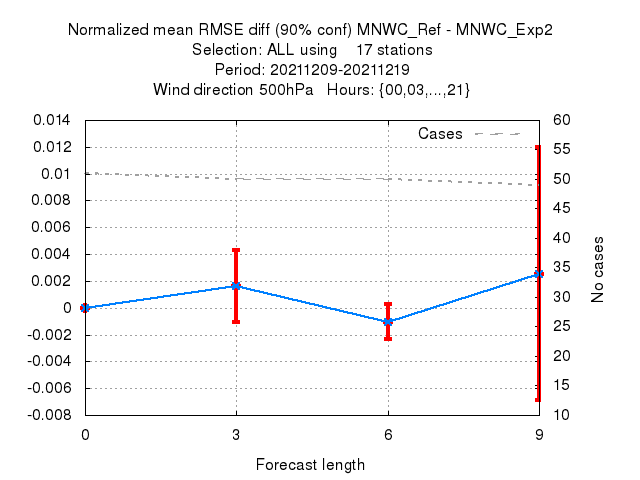 Normalized mean RMSE diff (90% conf) MNWC_Ref - MNWC_Exp2
Selection: ALL using 17 stations
Period: 20211209-20211219
Wind direction 500hPa Hours: {00,03,...,21}
Cases
0.014
0.012
0.01
0.008
0.006
0.004
0.002
0
-0.002
-0.004
-0.006
-0.008
60
55
50
45
40
35
30
25
20
15
10
No cases
0 3 6 9
Forecast length